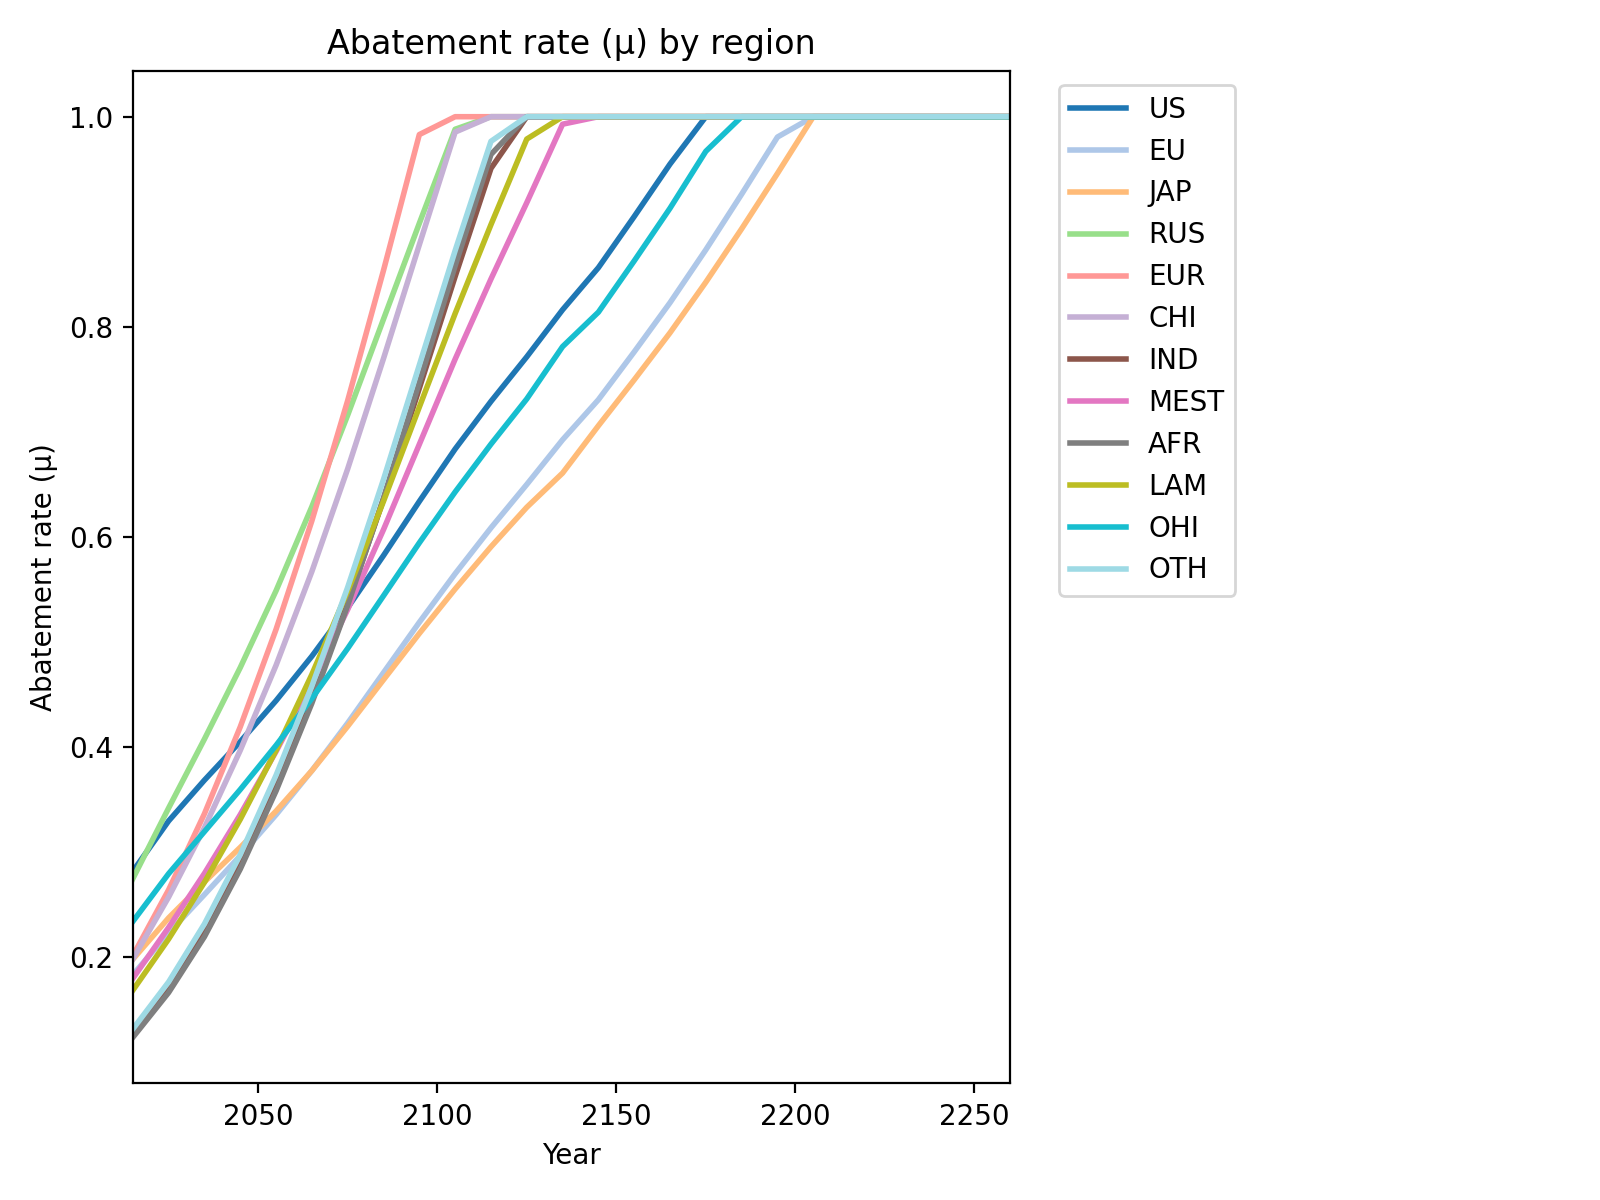 Abatement rate (μ) by region
1.0
0.8
0.6
0.4
0.2
Abatement rate (μ)
2050 2100 2150 2200 2250
Year
US
EU
JAP
RUS
EUR
CHI
IND
MEST
AFR
LAM
OHI
OTH